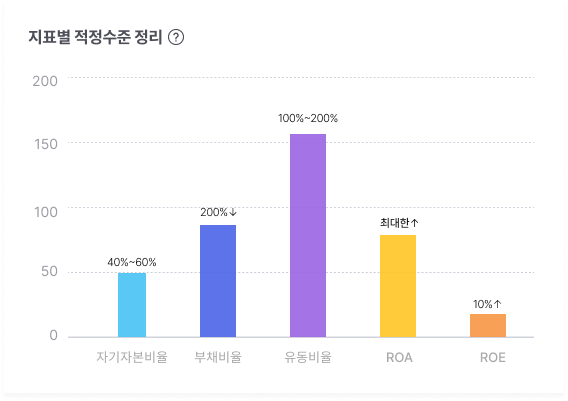 지표별 적정수준 정리 ?
200
150
100
50
0
40%~60%
200%↓
100%~200%
최대한↑
10%↑
자기자본비율
부채비율
유동비율
ROA
ROE